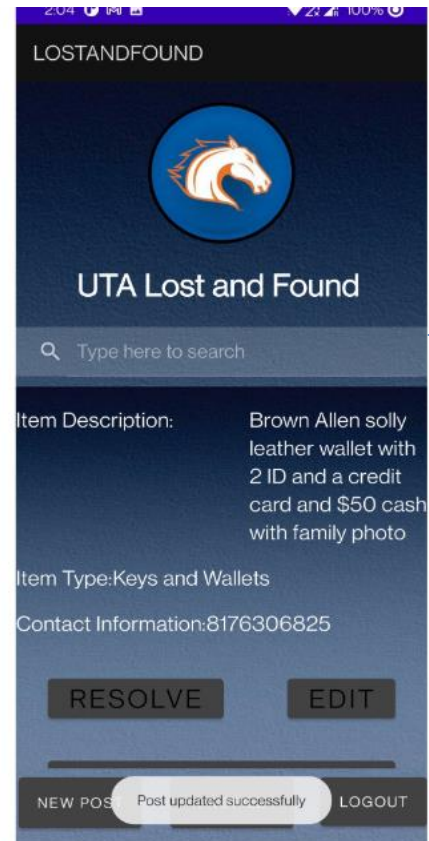 2:04 100%
LOSTANDFOUND
UTA Lost and Found
Type here to search
Item Description: Brown Allen solly
leather wallet with
2 ID and a credit
card and $50 cash
with family photo
Item Type:Keys and Wallets
Contact Information:8176306825
RESOLVE EDIT
NEW POST Post updated successfully LOGOUT